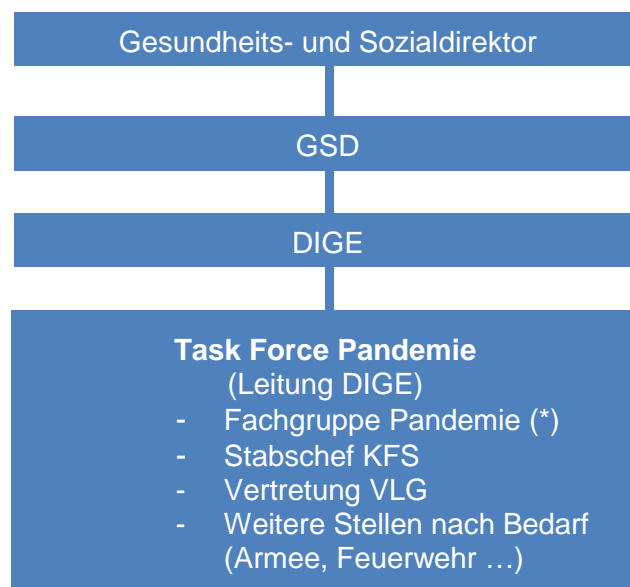 Gesundheits- und Sozialdirektor
GSD
DIGE
Task Force Pandemie
(Leitung DIGE)
- Fachgruppe Pandemie (*)
- Stabschef KFS
- Vertretung VLG
- Weitere Stellen nach Bedarf
(Armee, Feuerwehr …)